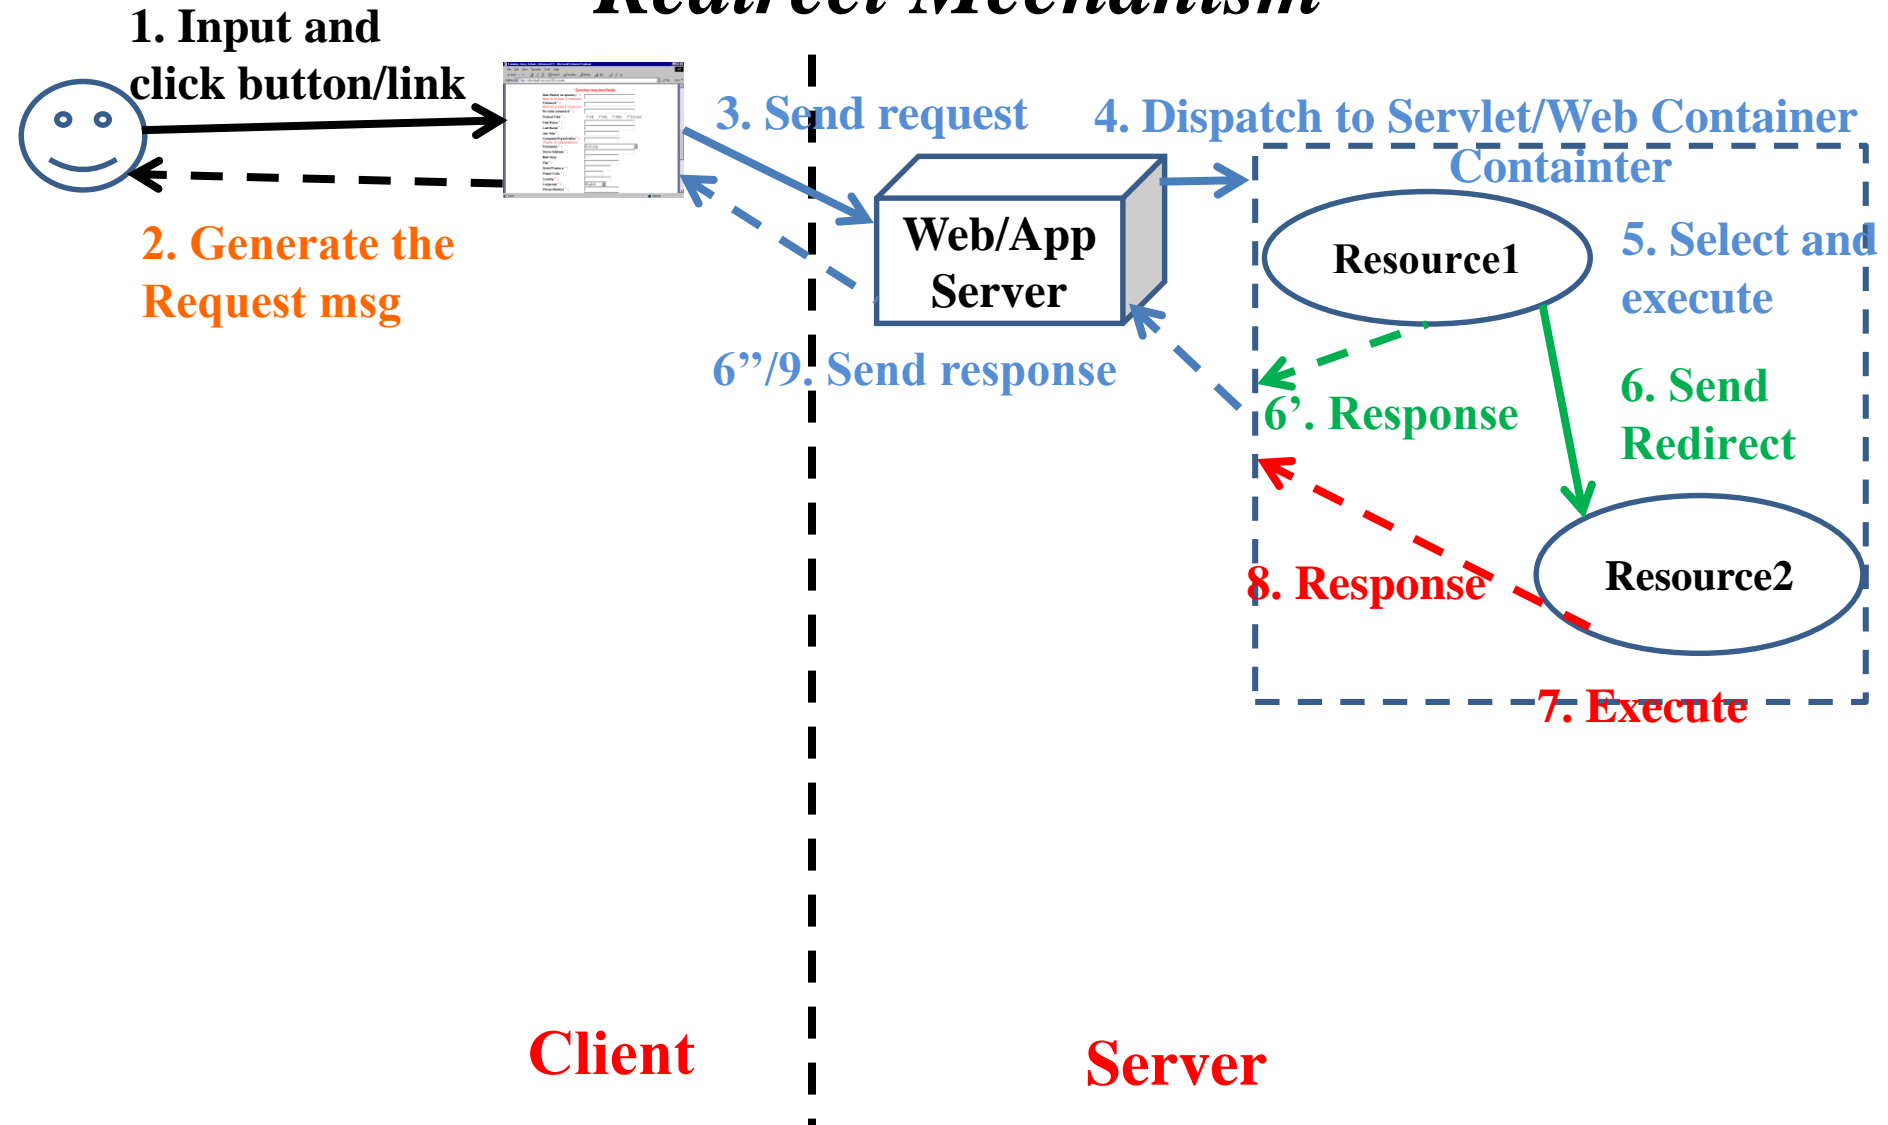 Redirect Mechanism
1. Input and
click button/link
3. Send request
4. Dispatch to Servlet/Web Container
Containter
2. Generate the
Request msg
Web/App
Server
Resource1
5. Select and
execute
6”/9. Send response
6’. Response
6. Send
Redirect
8. Response
Resource2
7. Execute
Client
Server